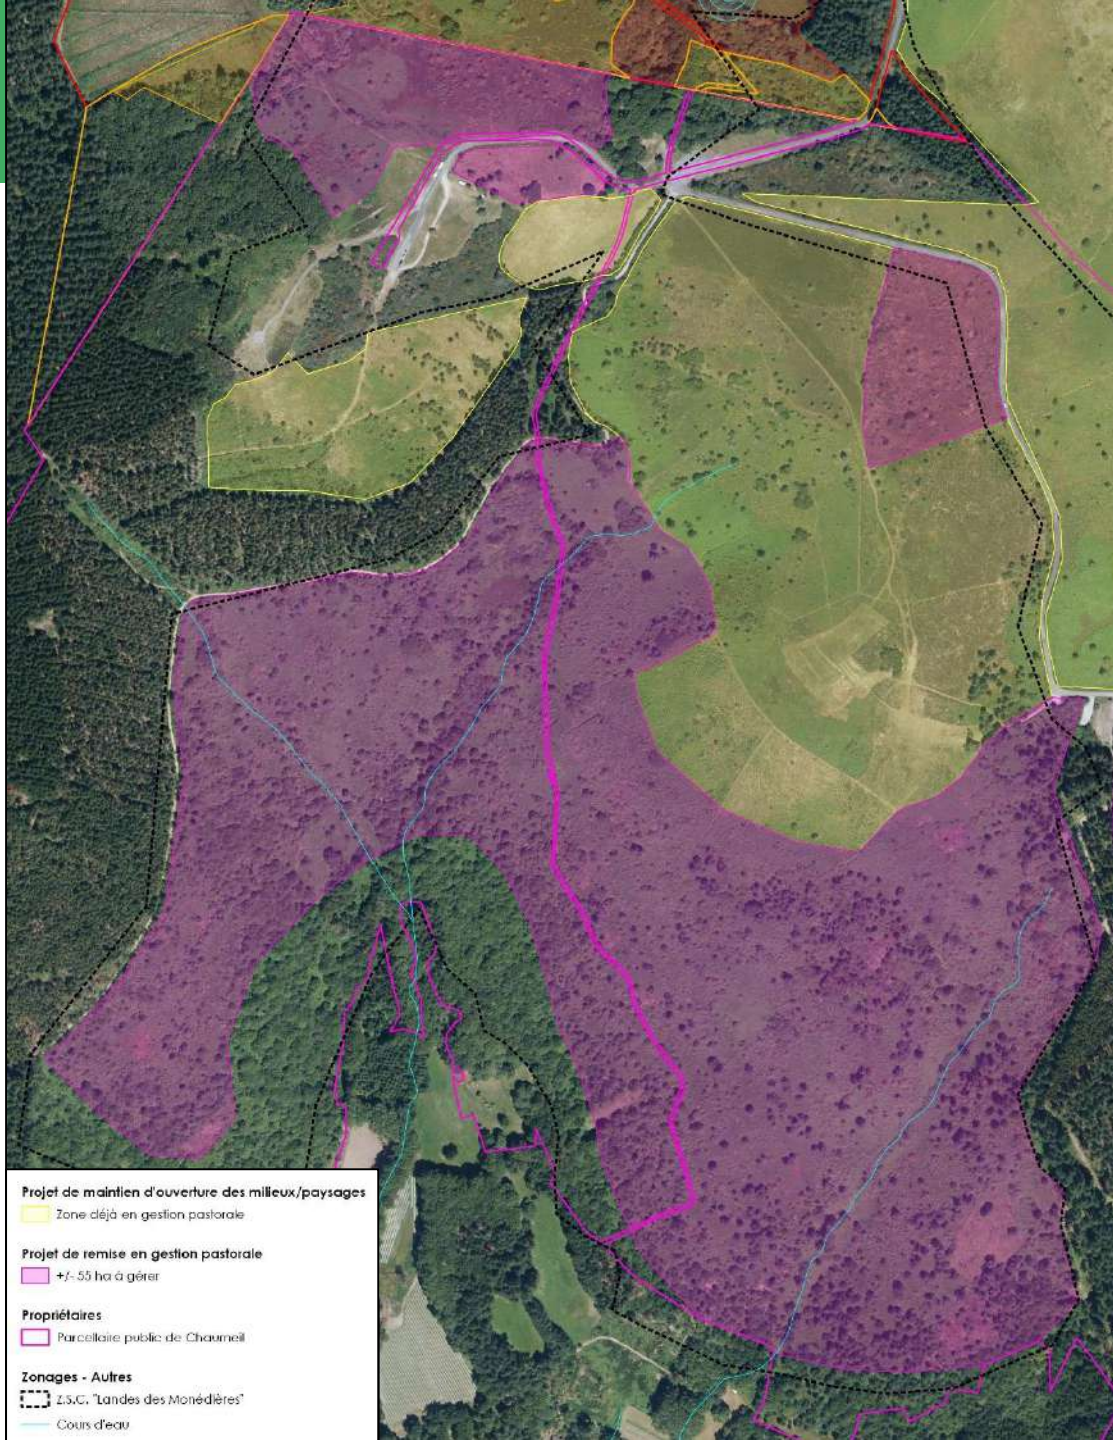 Projet de maintien d'ouverture des milieux/paysages
Zone déjà en gestion pastorale
Projet de remise en gestion pastorale
+/- 55 ha à gérer
Propriétaires
Parcellaire public de Chaumeil
Zonages - Autres
Z.S.C. "Landes des Monédières"
Cours d'eau